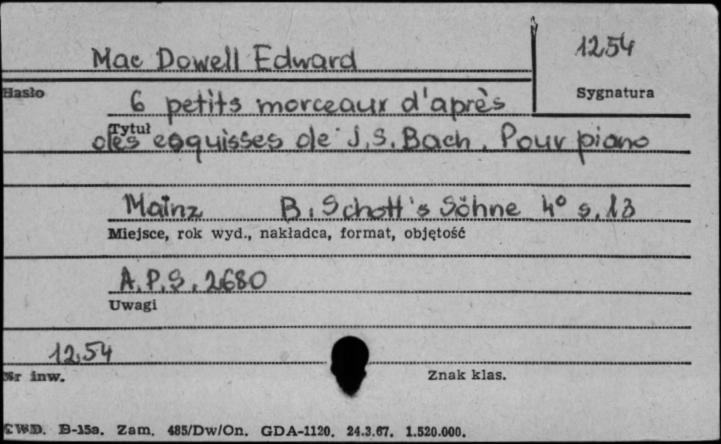 Mac Dowell Edward
1254
Hasło
Sygnatura
6 petits morceaux d'après
Tytuł
des esquisses de J.S. Bach. Pour piano
Mainz B. Schott's Söhne 4° s. 13
Miejsce, rok wyd., nakładca, format, objętość
A.P.S. 2680
Uwagi
1254
Nr inw.
Znak klas.
CWD. B-15a. Zam. 485/Dw/On. GDA-1120. 24.3.67. 1.520.000.